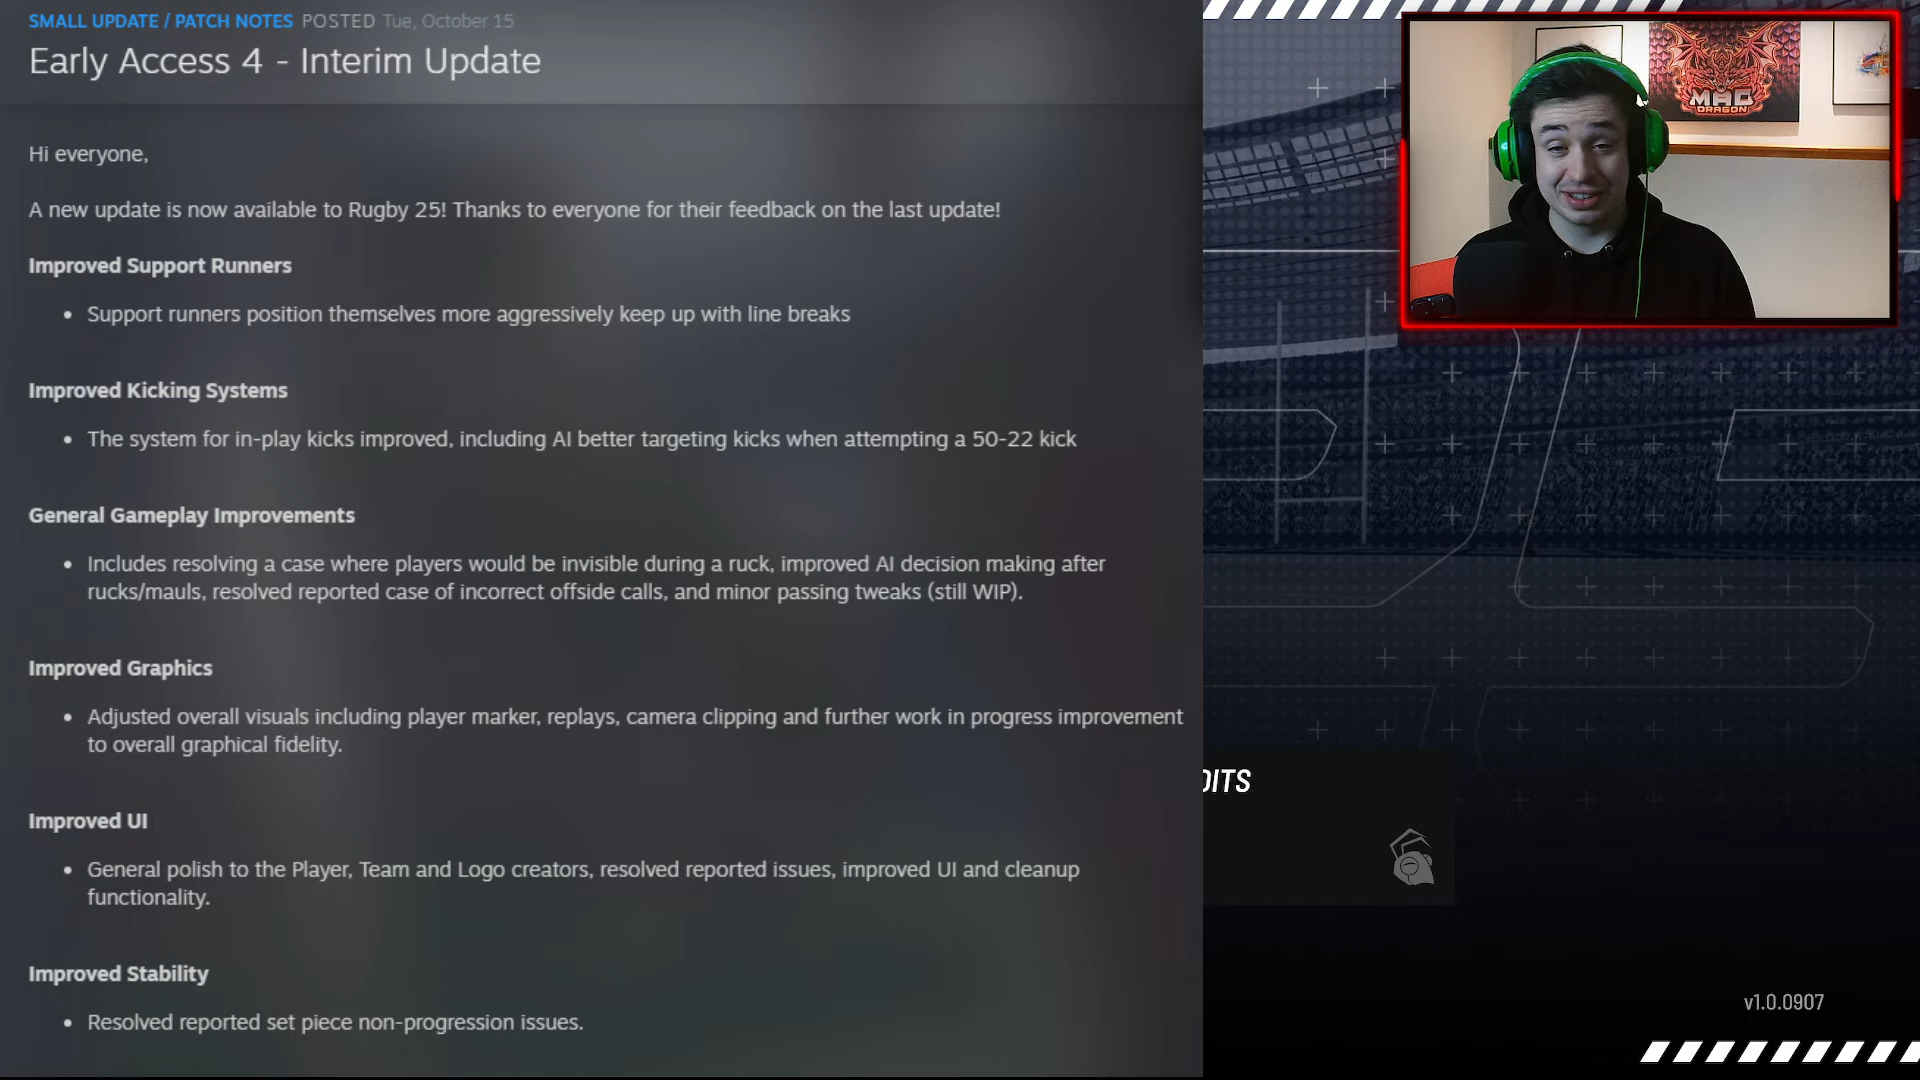 SMALL UPDATE / PATCH NOTES POSTED Tue, October 15
Early Access 4 - Interim Update
Hi everyone,
A new update is now available to Rugby 25! Thanks to everyone for their feedback on the last update!
Improved Support Runners
• Support runners position themselves more aggressively keep up with line breaks
Improved Kicking Systems
• The system for in-play kicks improved, including AI better targeting kicks when attempting a 50-22 kick
General Gameplay Improvements
• Includes resolving a case where players would be invisible during a ruck, improved AI decision making after
rucks/mauls, resolved reported case of incorrect offside calls, and minor passing tweaks (still WIP).
Improved Graphics
• Adjusted overall visuals including player marker, replays, camera clipping and further work in progress improvement
to overall graphical fidelity.
Improved UI
• General polish to the Player, Team and Logo creators, resolved reported issues, improved UI and cleanup
functionality.
Improved Stability
• Resolved reported set piece non-progression issues.
MAD
DRAGON
DITS
v1.0.0907